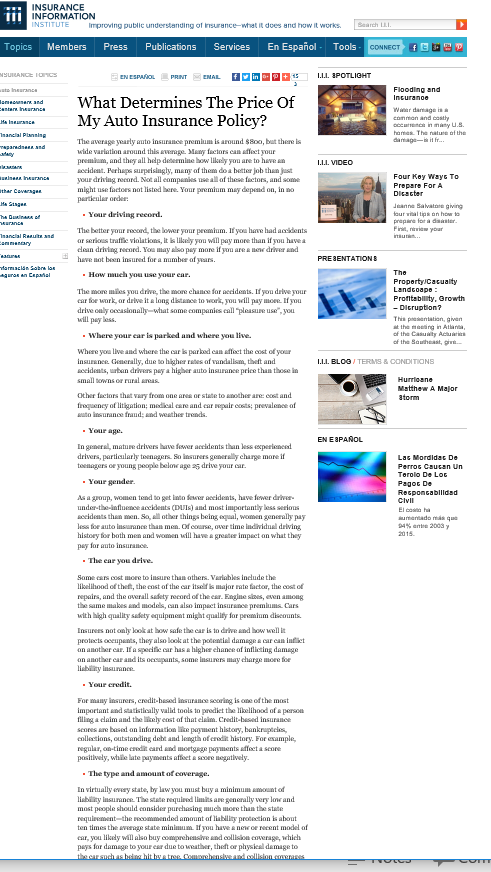 INSURANCE
INFORMATION
INSTITUTE
Improving public understanding of insurance--what it does and how it works.
Search I.I.I.
Topics Members Press Publications Services En Español Tools CONNECT
INSURANCE TOPICS
Auto Insurance
Homeowners and
Renters Insurance
Life Insurance
Financial Planning
Preparedness and
Safety
Disasters
Business Insurance
Other Coverages
Life Stages
The Business of
Insurance
Financial Results and
Commentary
Features
Información Sobre los
Seguros en Español
EN ESPAÑOL PRINT EMAIL
What Determines The Price Of
My Auto Insurance Policy?
The average yearly auto insurance premium is around $800, but there is
wide variation around this average. Many factors can affect your
premium, and they all help determine how likely you are to have an
accident. Perhaps surprisingly, many of them do a better job than just
your driving record. Not all companies use all of these factors, and some
might use factors not listed here. Your premium may depend on, in no
particular order:
• Your driving record.
The better your record, the lower your premium. If you have had accidents
or serious traffic violations, it is likely you will pay more than if you have a
clean driving record. You may also pay more if you are a new driver and
have not been insured for a number of years.
• How much you use your car.
The more miles you drive, the more chance for accidents. If you drive your
car for work, or drive it a long distance to work, you will pay more. If you
drive only occasionally—what some companies call "pleasure use", you
will pay less.
• Where your car is parked and where you live.
Where you live and where the car is parked can affect the cost of your
insurance. Generally, due to higher rates of vandalism, theft and
accidents, urban drivers pay a higher auto insurance price than those in
small towns or rural areas.
Other factors that vary from one area or state to another are: cost and
frequency of litigation; medical care and car repair costs; prevalence of
auto insurance fraud; and weather trends.
• Your age.
In general, mature drivers have fewer accidents than less experienced
drivers, particularly teenagers. So insurers generally charge more if
teenagers or young people below age 25 drive your car.
• Your gender.
As a group, women tend to get into fewer accidents, have fewer driver-
under-the-influence accidents (DUIs) and most importantly less serious
accidents than men. So, all other things being equal, women generally pay
less for auto insurance than men. Of course, over time individual driving
history for both men and women will have a greater impact on what they
pay for auto insurance.
• The car you drive.
Some cars cost more to insure than others. Variables include the
likelihood of theft, the cost of the car itself is major rate factor, the cost of
repairs, and the overall safety record of the car. Engine sizes, even among
the same makes and models, can also impact insurance premiums. Cars
with high quality safety equipment might qualify for premium discounts.
Insurers not only look at how safe the car is to drive and how well it
protects occupants, they also look at the potential damage a car can inflict
on another car. If a specific car has a higher chance of inflicting damage
on another car and its occupants, some insurers may charge more for
liability insurance.
• Your credit.
For many insurers, credit-based insurance scoring is one of the most
important and statistically valid tools to predict the likelihood of a person
filing a claim and the likely cost of that claim. Credit-based insurance
scores are based on information like payment history, bankruptcies,
collections, outstanding debt and length of credit history. For example,
regular, on-time credit card and mortgage payments affect a score
positively, while late payments affect a score negatively.
• The type and amount of coverage.
In virtually every state, by law you must buy a minimum amount of
liability insurance. The state required limits are generally very low and
most people should consider purchasing much more than the state
requirement—the recommended amount of liability protection is about
ten times the average state minimum. If you have a new or recent model of
car, you likely will also buy comprehensive and collision coverage, which
pays for damage to your car due to weather, theft or physical damage to
the car such as being hit by a tree. Comprehensive and collision coverages
I.I.I. SPOTLIGHT
Flooding and
Insurance
Water damage is a
common and costly
occurrence in many U.S.
homes. The nature of the
damage—is it fr...
I.I.I. VIDEO
Four Key Ways To
Prepare For A
Disaster
Jeanne Salvatore giving
four vital tips on how to
prepare for a disaster.
First, review your
insuran...
PRESENTATIONS
The
Property/Casualty
Landscape :
Profitability, Growth
– Disruption?
This presentation, given
at the meeting in Atlanta,
of the Casualty Actuaries
of the Southeast, give...
I.I.I. BLOG / TERMS & CONDITIONS
Hurricane
Matthew A Major
Storm
EN ESPAÑOL
Las Mordidas De
Perros Causan Un
Tercio De Los
Pagos De
Responsabilidad
Civil
El costo ha
aumentado más que
94% entre 2003 y
2015.
Notes